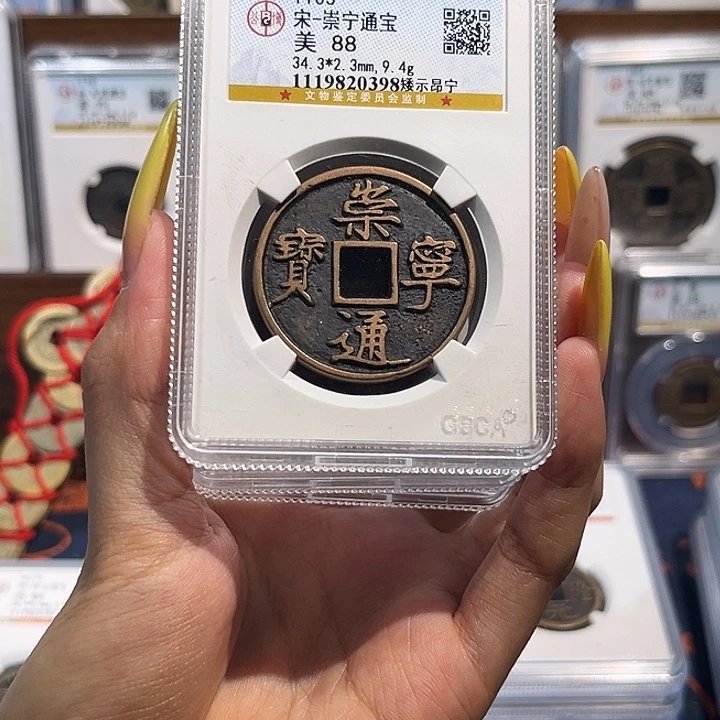 1103
宋-崇宁通宝
美 88
34.3*2.3mm,9.4g
1119820398矮示昂宁
★ 文物鉴定委员会监制 ★
崇
寶 寧
通
GBCA